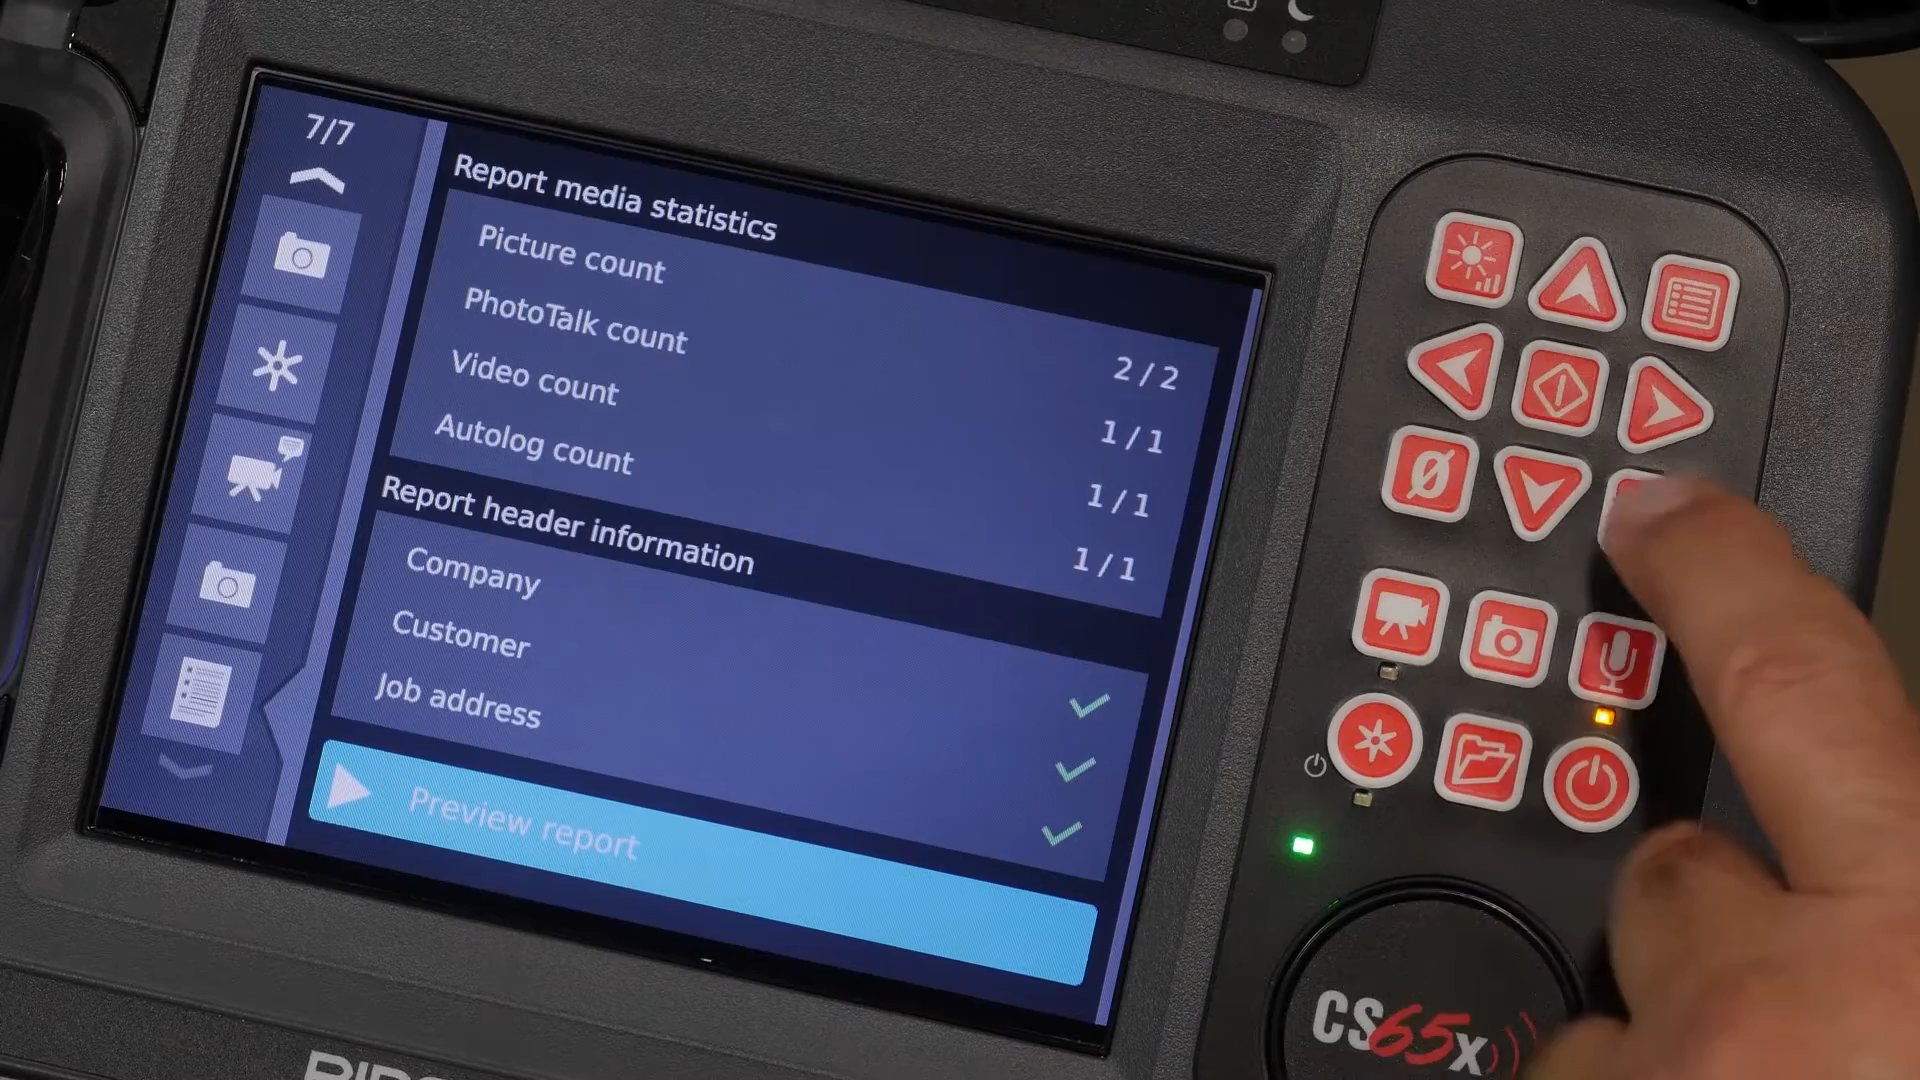 7/7
Report media statistics
Picture count 2/2
PhotoTalk count 1/1
Video count 1/1
Autolog count 1/1
Report header information
Company
Customer
Job address
Preview report
Ø
CS65x